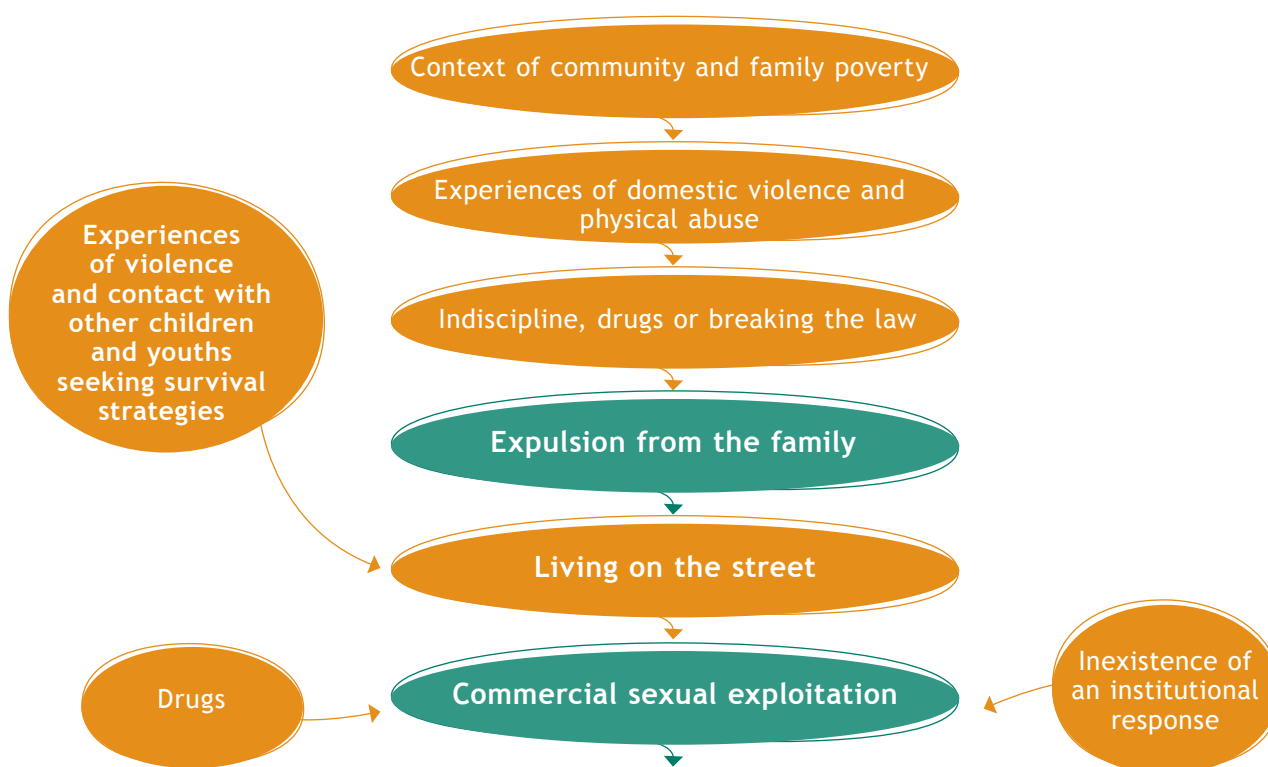 Context of community and family poverty
Experiences of domestic violence and
physical abuse
Experiences
of violence
and contact with
other children
and youths
seeking survival
strategies
Indiscipline, drugs or breaking the law
Expulsion from the family
Living on the street
Drugs
Commercial sexual exploitation
Inexistence of
an institutional
response